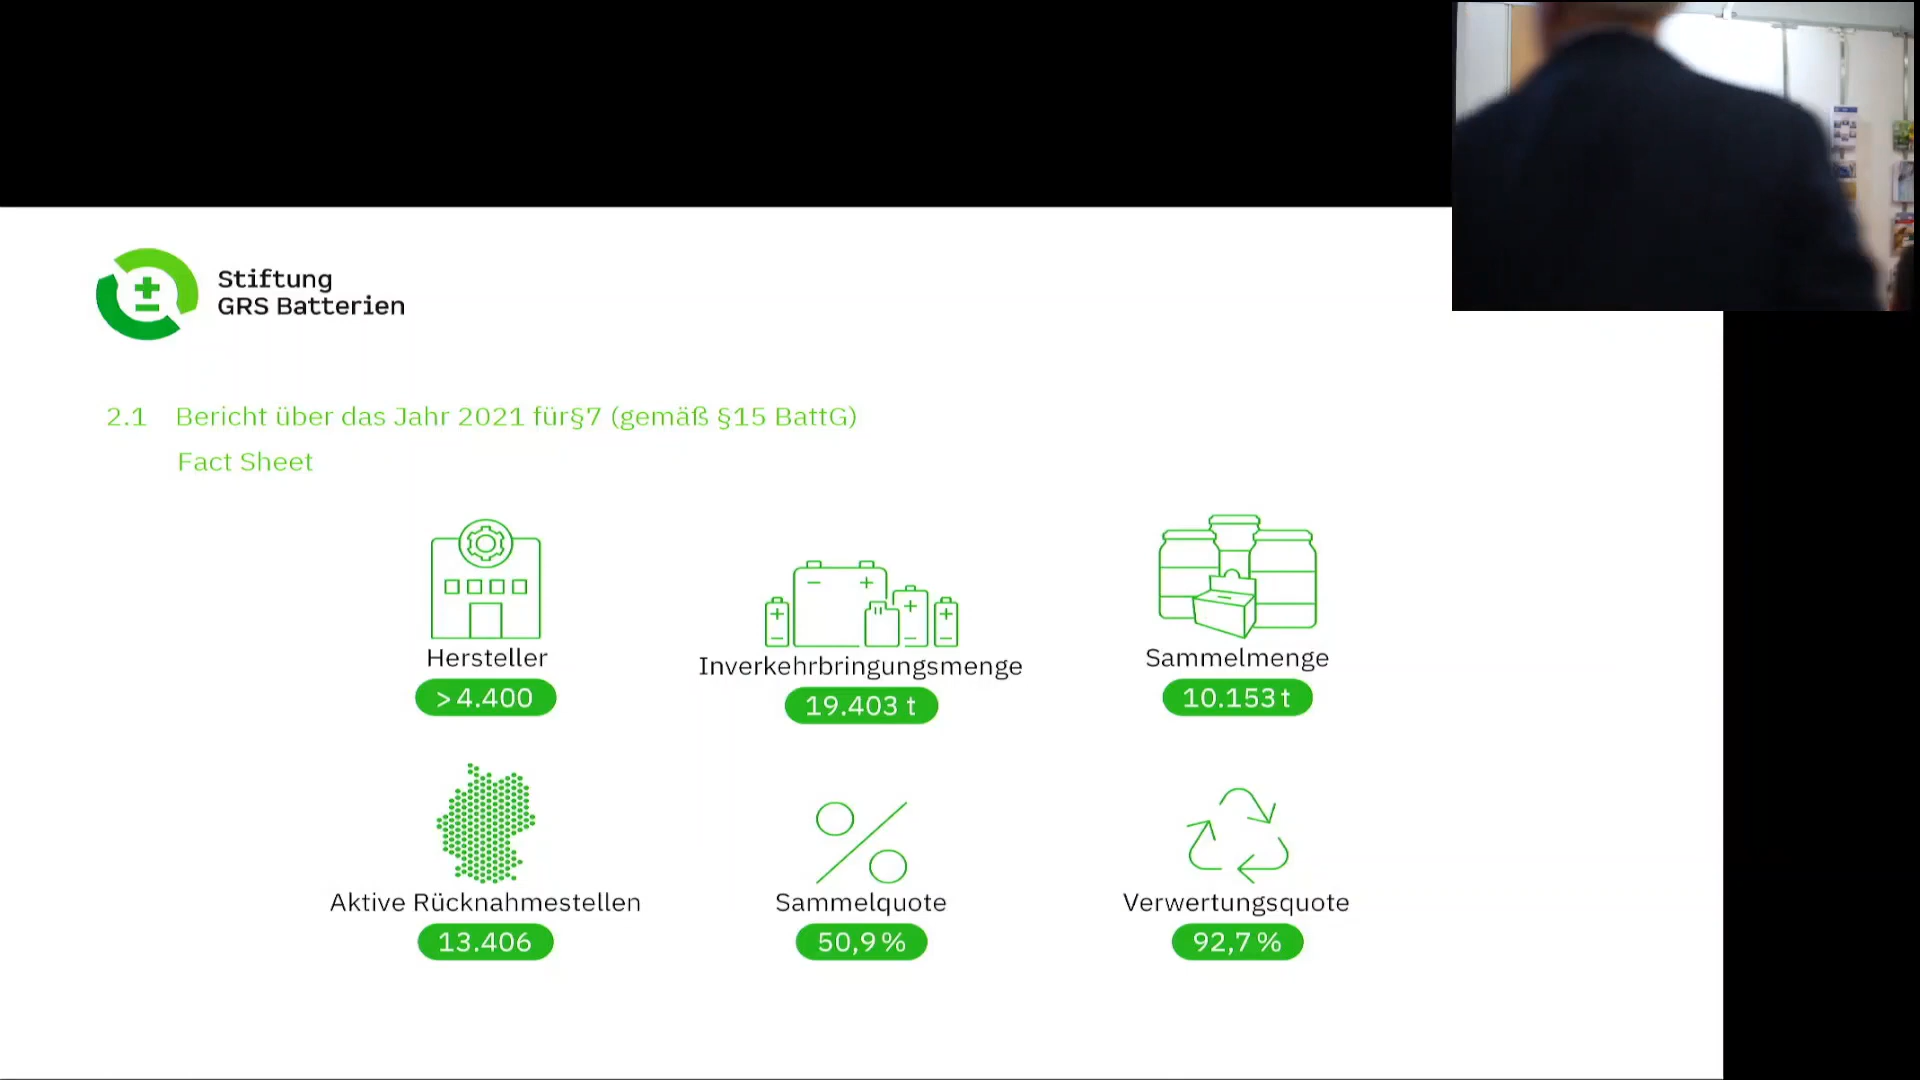 Stiftung
GRS Batterien
2.1 Bericht über das Jahr 2021 für§7 (gemäß §15 BattG)
Fact Sheet
Hersteller
>4.400
Inverkehrbringungsmenge
19.403 t
Sammelmenge
10.153 t
Aktive Rücknahmestellen
13.406
Sammelquote
50,9 %
Verwertungsquote
92,7 %